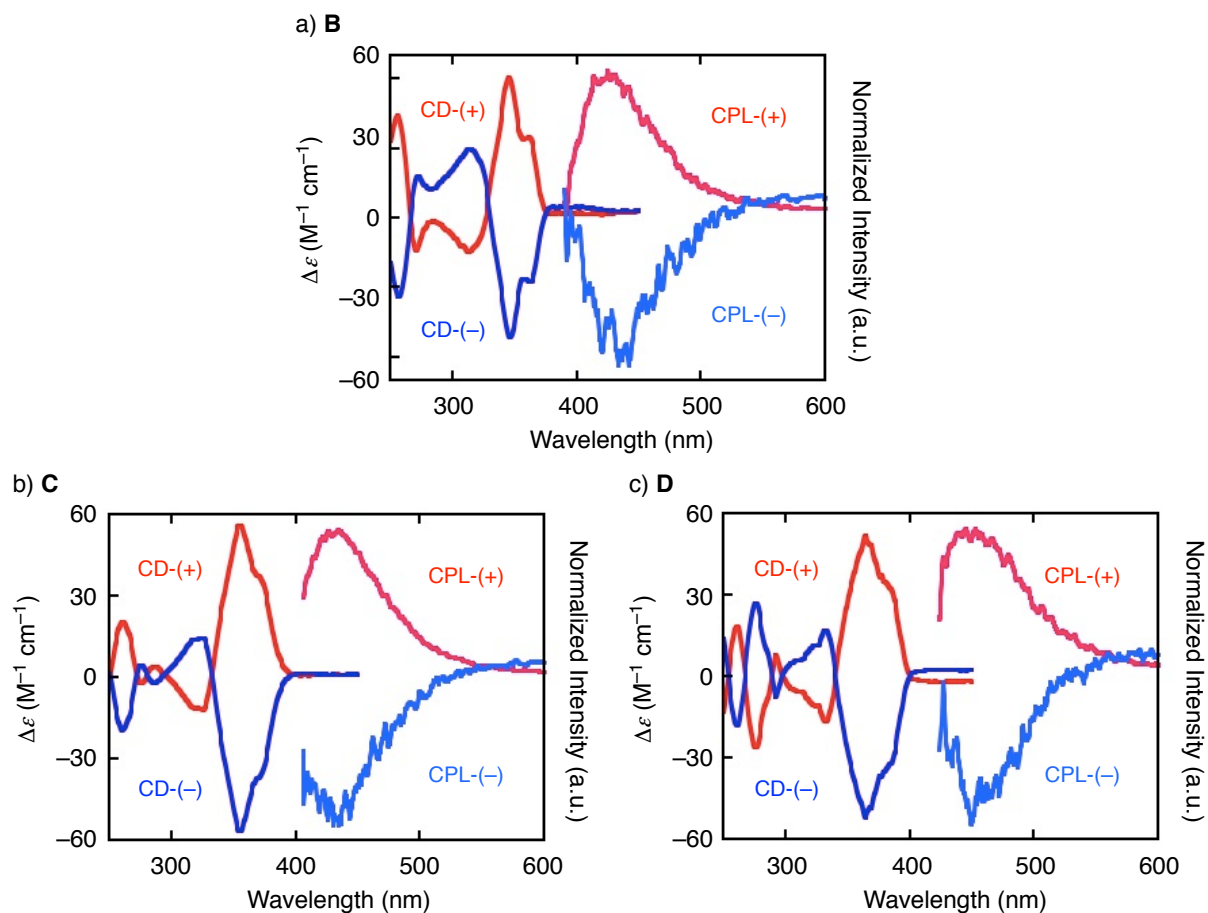 a) B
60
30
0
–30
–60
Δε (M⁻¹ cm⁻¹)
CD-(+)
CPL-(+)
CD-(–)
CPL-(–)
Normalized Intensity (a.u.)
300 400 500 600
Wavelength (nm)
b) C
60
30
0
–30
–60
Δε (M⁻¹ cm⁻¹)
CD-(+)
CPL-(+)
CD-(–)
CPL-(–)
Normalized Intensity (a.u.)
300 400 500 600
Wavelength (nm)
c) D
60
30
0
–30
–60
Δε (M⁻¹ cm⁻¹)
CD-(+)
CPL-(+)
CD-(–)
CPL-(–)
Normalized Intensity (a.u.)
300 400 500 600
Wavelength (nm)